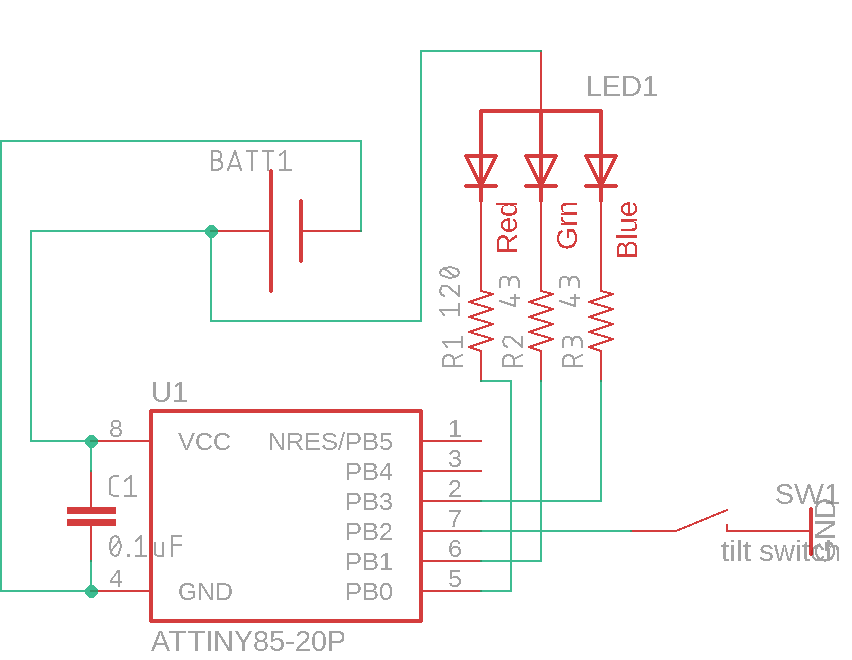 LED1
BATT1
Red
Grn
Blue
R1 120
R2 43
R3 43
U1
8
VCC
NRES/PB5
1
PB4
3
C1
PB3
2
SW1
GND
PB2
7
0.1uF
tilt switch
PB1
6
4
GND
PB0
5
ATTINY85-20P